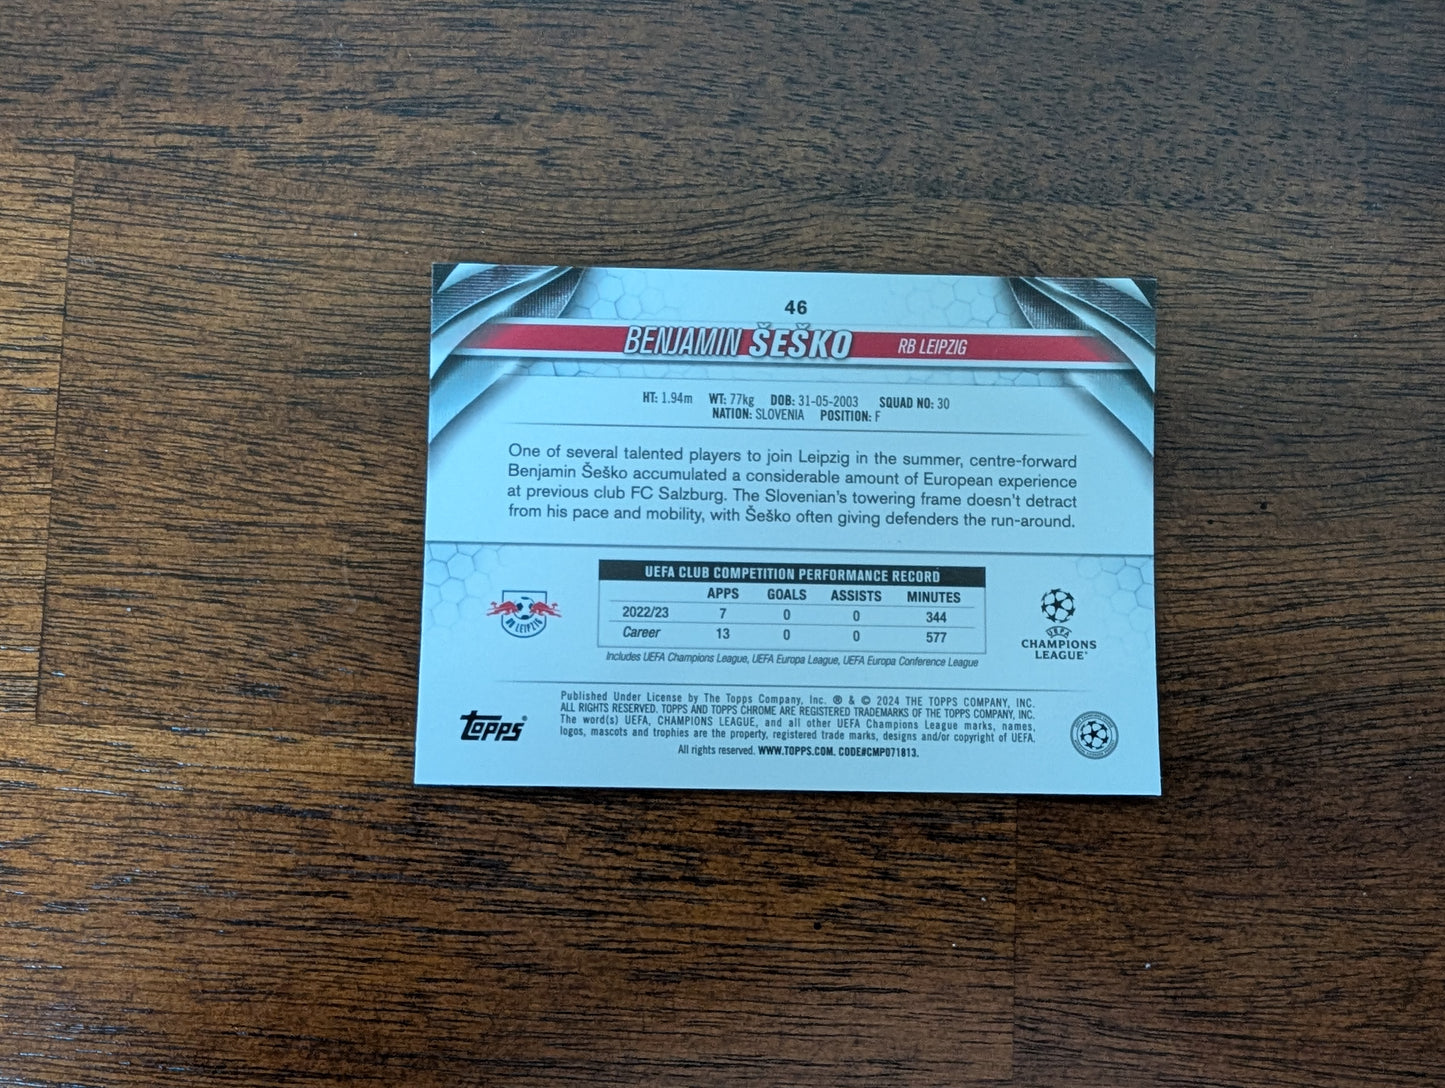 46
BENJAMIN ŠEŠKO RB LEIPZIG
HT: 1.94m WT: 77kg DOB: 31-05-2003 SQUAD NO: 30
NATION: SLOVENIA POSITION: F
One of several talented players to join Leipzig in the summer, centre-forward
Benjamin Šeško accumulated a considerable amount of European experience
at previous club FC Salzburg. The Slovenian's towering frame doesn't detract
from his pace and mobility, with Šeško often giving defenders the run-around.
UEFA CLUB COMPETITION PERFORMANCE RECORD
APPS GOALS ASSISTS MINUTES
2022/23 7 0 0 344
Career 13 0 0 577
Includes UEFA Champions League, UEFA Europa League, UEFA Europa Conference League
RB LEIPZIG
UEFA
CHAMPIONS
LEAGUE
Published Under License by The Topps Company, Inc. ® & © 2024 THE TOPPS COMPANY, INC.
ALL RIGHTS RESERVED. TOPPS AND TOPPS CHROME ARE REGISTERED TRADEMARKS OF THE TOPPS COMPANY, INC.
The word(s) UEFA, CHAMPIONS LEAGUE, and all other UEFA Champions League marks, names,
logos, mascots and trophies are the property, registered trade marks, designs and/or copyright of UEFA.
All rights reserved. WWW.TOPPS.COM. CODE#CMP071813.
Topps®